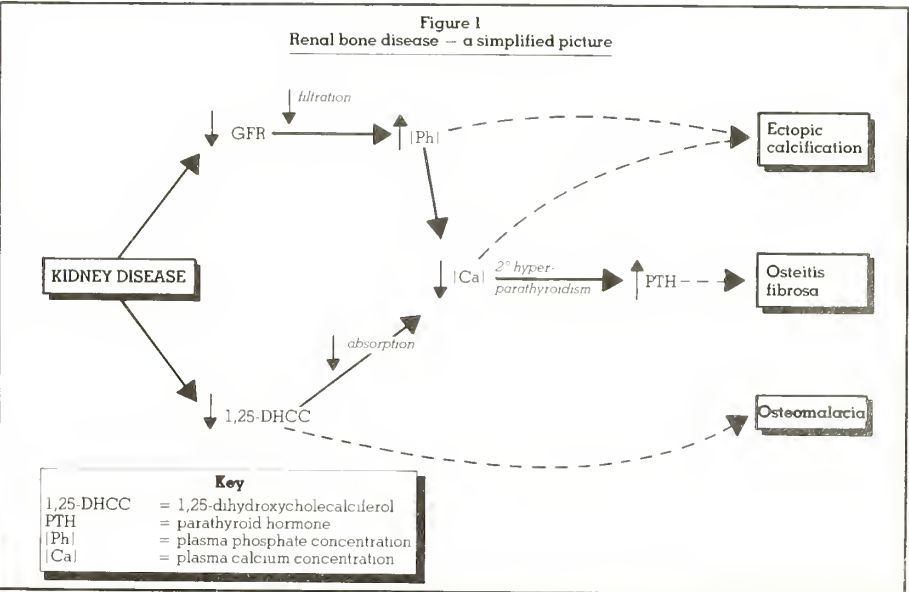 Figure 1
Renal bone disease — a simplified picture
↓ filtration
↓ GFR
↑ |Ph|
Ectopic
calcification
KIDNEY DISEASE
↓ |Ca|
2° hyper-
parathyroidism
↑ PTH
Osteitis
fibrosa
↓ absorption
↓ 1,25-DHCC
Osteomalacia
Key
1,25-DHCC = 1,25-dihydroxycholecalciferol
PTH = parathyroid hormone
|Ph| = plasma phosphate concentration
|Ca| = plasma calcium concentration